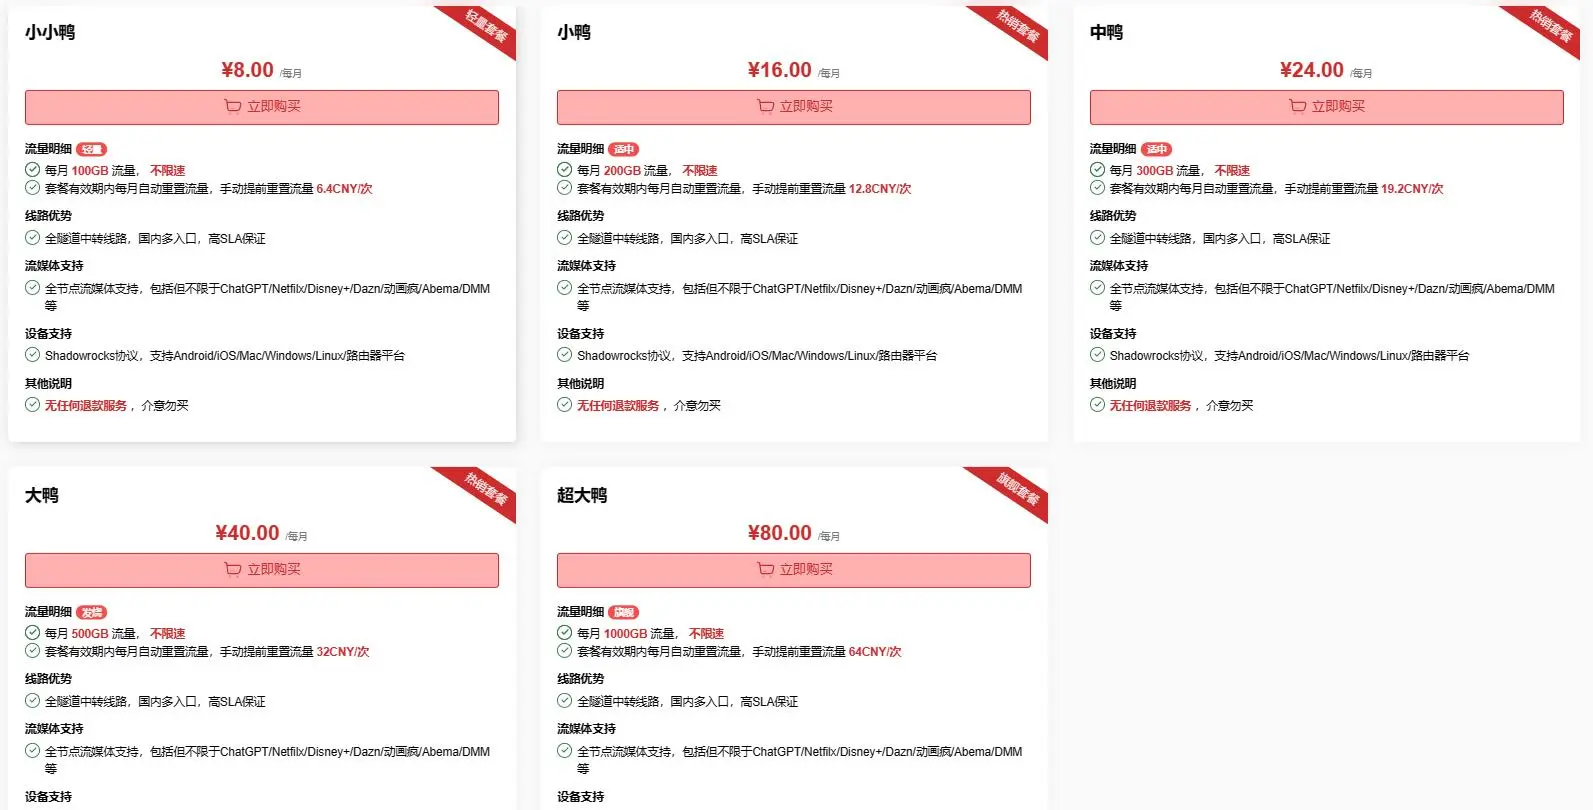 小小鸭
轻量套餐
¥8.00 /每月
立即购买
流量明细 轻量
每月 100GB 流量， 不限速
套餐有效期内每月自动重置流量，手动提前重置流量 6.4CNY/次
线路优势
全隧道中转线路，国内多入口，高SLA保证
流媒体支持
全节点流媒体支持，包括但不限于ChatGPT/Netfilx/Disney+/Dazn/动画疯/Abema/DMM
等
设备支持
Shadowrocks协议，支持Android/iOS/Mac/Windows/Linux/路由器平台
其他说明
无任何退款服务 ，介意勿买
小鸭
热销套餐
¥16.00 /每月
立即购买
流量明细 适中
每月 200GB 流量， 不限速
套餐有效期内每月自动重置流量，手动提前重置流量 12.8CNY/次
线路优势
全隧道中转线路，国内多入口，高SLA保证
流媒体支持
全节点流媒体支持，包括但不限于ChatGPT/Netfilx/Disney+/Dazn/动画疯/Abema/DMM
等
设备支持
Shadowrocks协议，支持Android/iOS/Mac/Windows/Linux/路由器平台
其他说明
无任何退款服务 ，介意勿买
中鸭
热销套餐
¥24.00 /每月
立即购买
流量明细 适中
每月 300GB 流量， 不限速
套餐有效期内每月自动重置流量，手动提前重置流量 19.2CNY/次
线路优势
全隧道中转线路，国内多入口，高SLA保证
流媒体支持
全节点流媒体支持，包括但不限于ChatGPT/Netfilx/Disney+/Dazn/动画疯/Abema/DMM
等
设备支持
Shadowrocks协议，支持Android/iOS/Mac/Windows/Linux/路由器平台
其他说明
无任何退款服务 ，介意勿买
大鸭
热销套餐
¥40.00 /每月
立即购买
流量明细 发烧
每月 500GB 流量， 不限速
套餐有效期内每月自动重置流量，手动提前重置流量 32CNY/次
线路优势
全隧道中转线路，国内多入口，高SLA保证
流媒体支持
全节点流媒体支持，包括但不限于ChatGPT/Netfilx/Disney+/Dazn/动画疯/Abema/DMM
等
设备支持
超大鸭
旗舰套餐
¥80.00 /每月
立即购买
流量明细 旗舰
每月 1000GB 流量， 不限速
套餐有效期内每月自动重置流量，手动提前重置流量 64CNY/次
线路优势
全隧道中转线路，国内多入口，高SLA保证
流媒体支持
全节点流媒体支持，包括但不限于ChatGPT/Netfilx/Disney+/Dazn/动画疯/Abema/DMM
等
设备支持